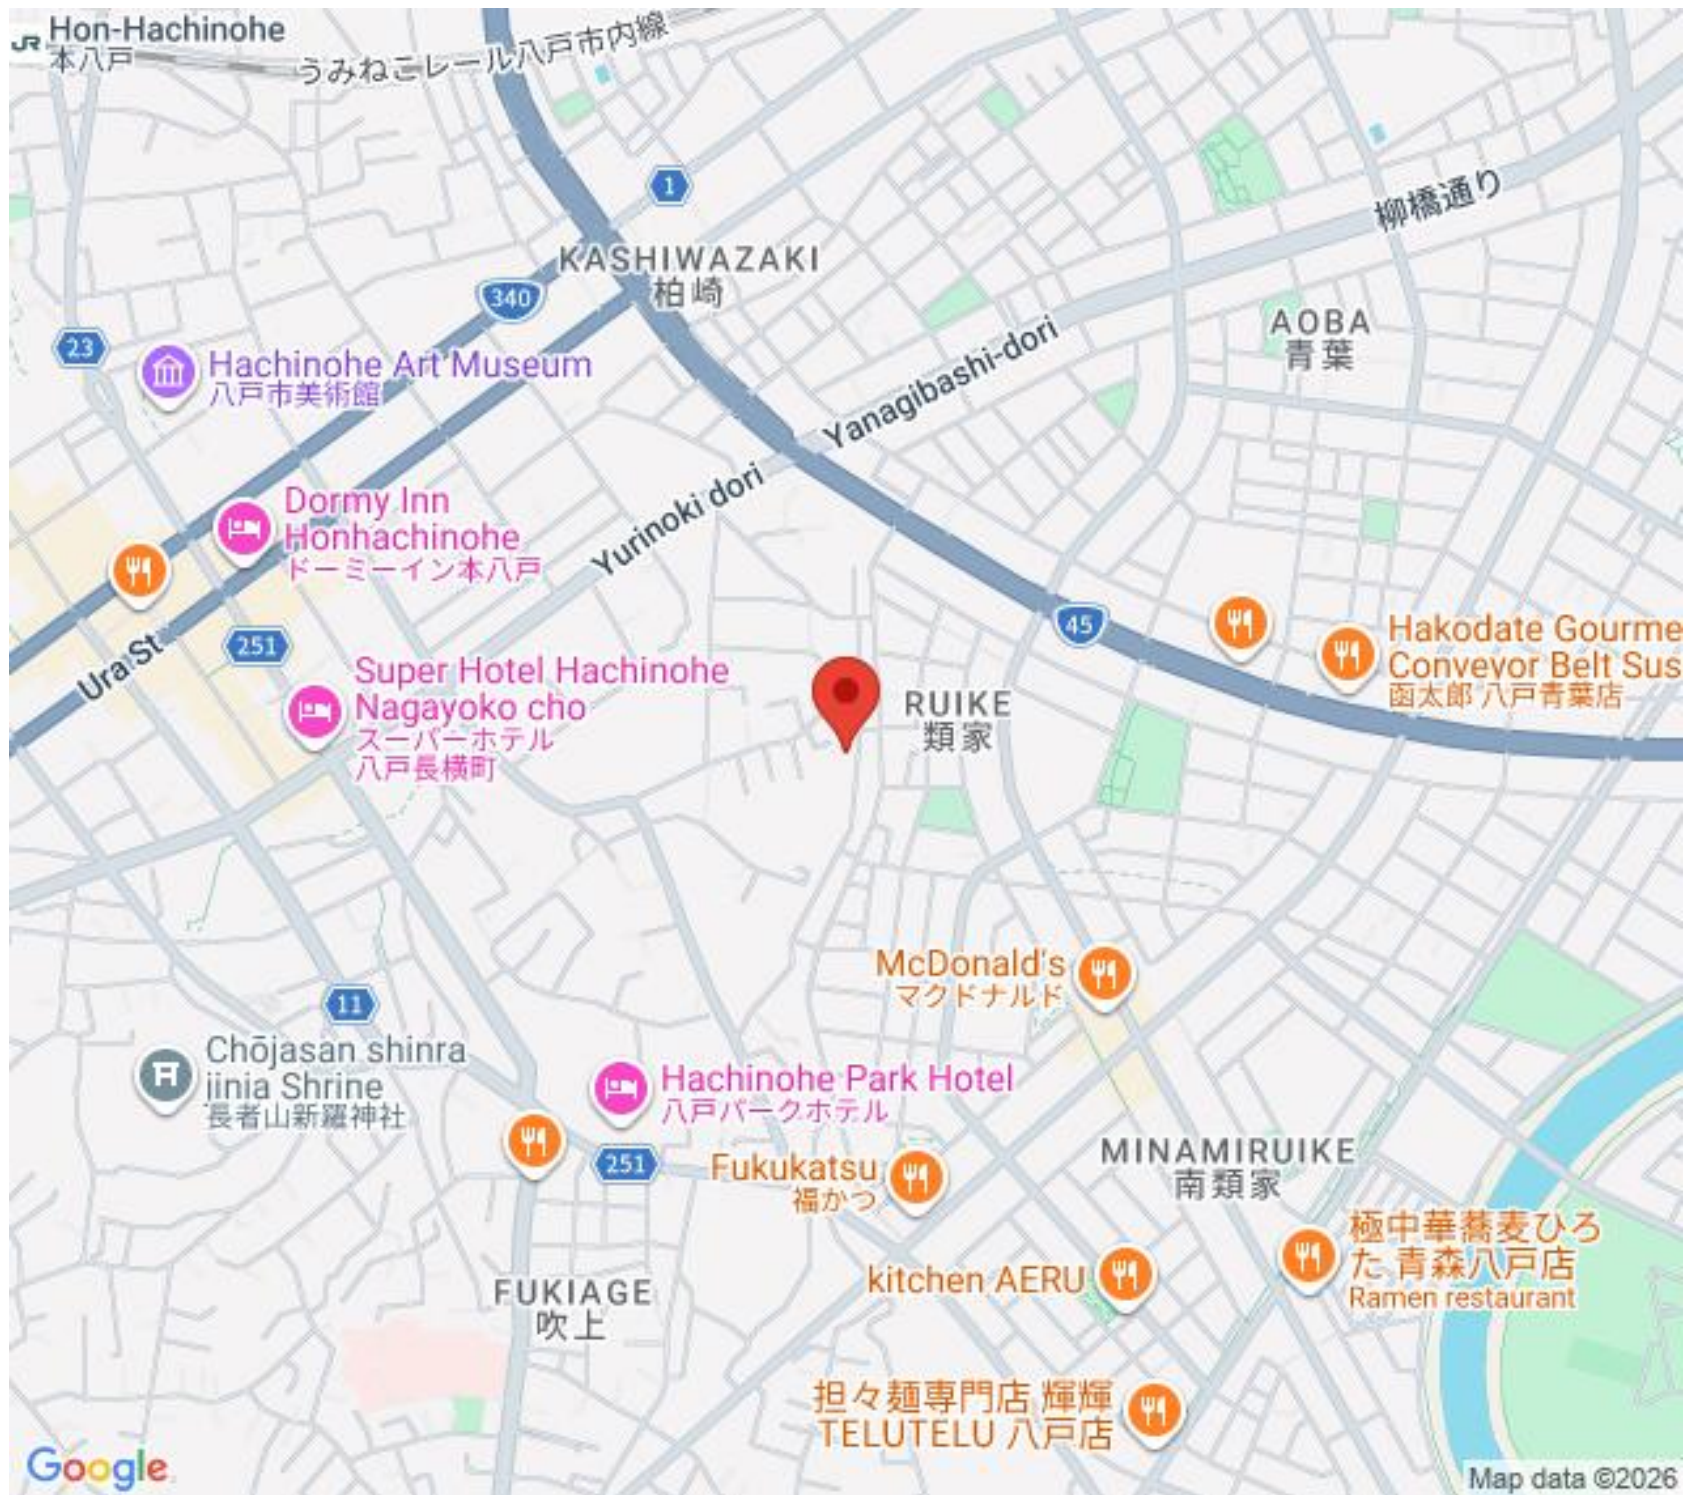 JR
Hon-Hachinohe
本八戸
うみねこレール八戸市内線
1
柳橋通り
KASHIWAZAKI
柏崎
340
AOBA
青葉
23
Hachinohe Art Museum
八戸市美術館
Yanagibashi-dori
Yurinoki dori
Dormy Inn
Honhachinohe
ドーミーイン本八戸
45
Hakodate Gourme
Conveyor Belt Sus
函太郎 八戸青葉店
251
Ura St
Super Hotel Hachinohe
Nagayoko cho
スーパーホテル
八戸長横町
RUIKE
類家
McDonald's
マクドナルド
11
Chōjasan shinra
jinja Shrine
長者山新羅神社
Hachinohe Park Hotel
八戸パークホテル
251
Fukukatsu
福かつ
MINAMIRUIKE
南類家
極中華蕎麦ひろ
た 青森八戸店
Ramen restaurant
kitchen AERU
FUKIAGE
吹上
担々麺専門店 輝輝
TELUTELU 八戸店
Google
Map data ©2026